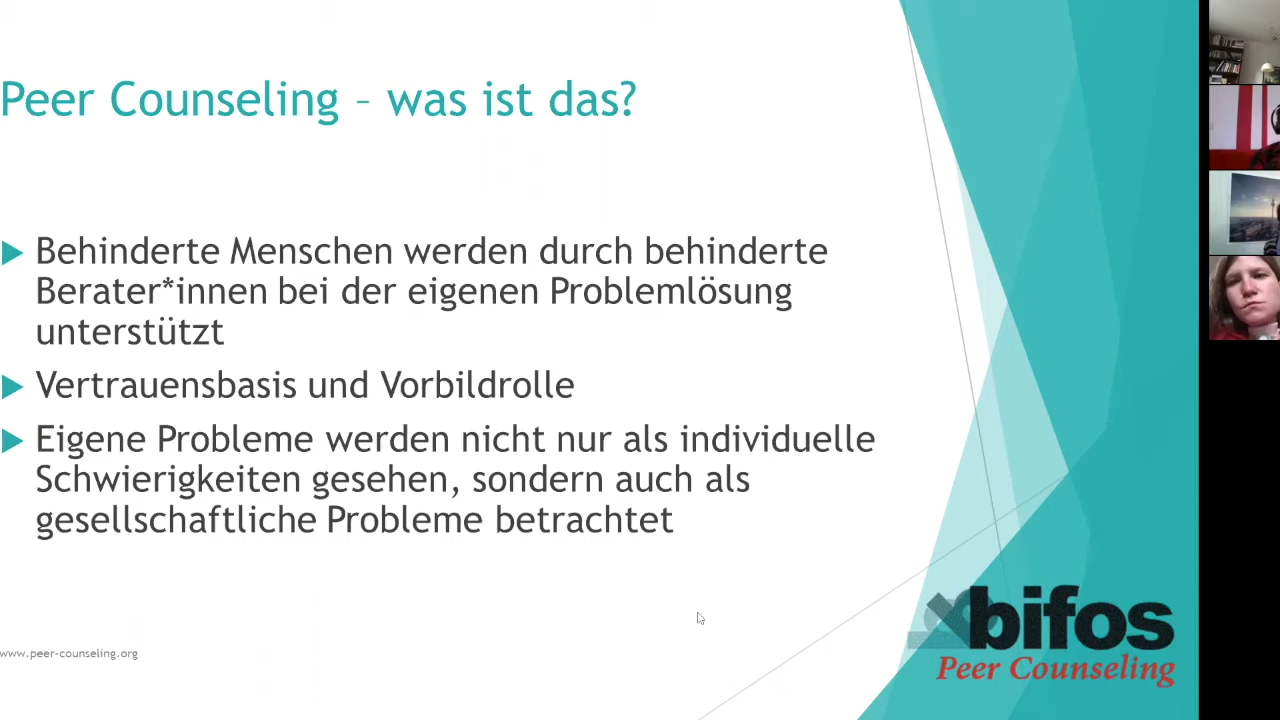 Peer Counseling – was ist das?
Behinderte Menschen werden durch behinderte
Berater*innen bei der eigenen Problemlösung
unterstützt
Vertrauensbasis und Vorbildrolle
Eigene Probleme werden nicht nur als individuelle
Schwierigkeiten gesehen, sondern auch als
gesellschaftliche Probleme betrachtet
www.peer-counseling.org
bifos
Peer Counseling